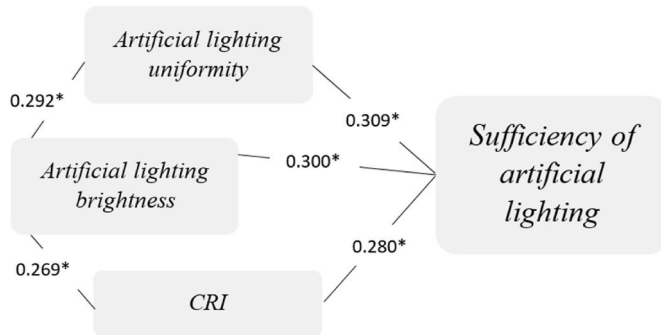 Artificial lighting
uniformity
0.292*
0.309*
Artificial lighting
brightness
0.300*
Sufficiency of
artificial
lighting
0.269*
0.280*
CRI